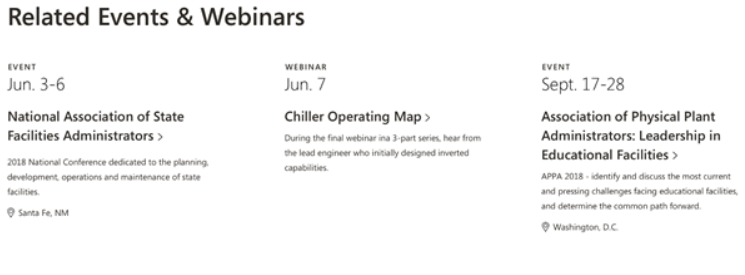 Related Events & Webinars
EVENT
Jun. 3-6
National Association of State
Facilities Administrators >
2018 National Conference dedicated to the planning,
development, operations and maintenance of state
facilities.
Santa Fe, NM
WEBINAR
Jun. 7
Chiller Operating Map >
During the final webinar ina 3-part series, hear from
the lead engineer who initially designed inverted
capabilities.
EVENT
Sept. 17-28
Association of Physical Plant
Administrators: Leadership in
Educational Facilities >
APPA 2018 - identify and discuss the most current
and pressing challenges facing educational facilities,
and determine the common path forward.
Washington, D.C.